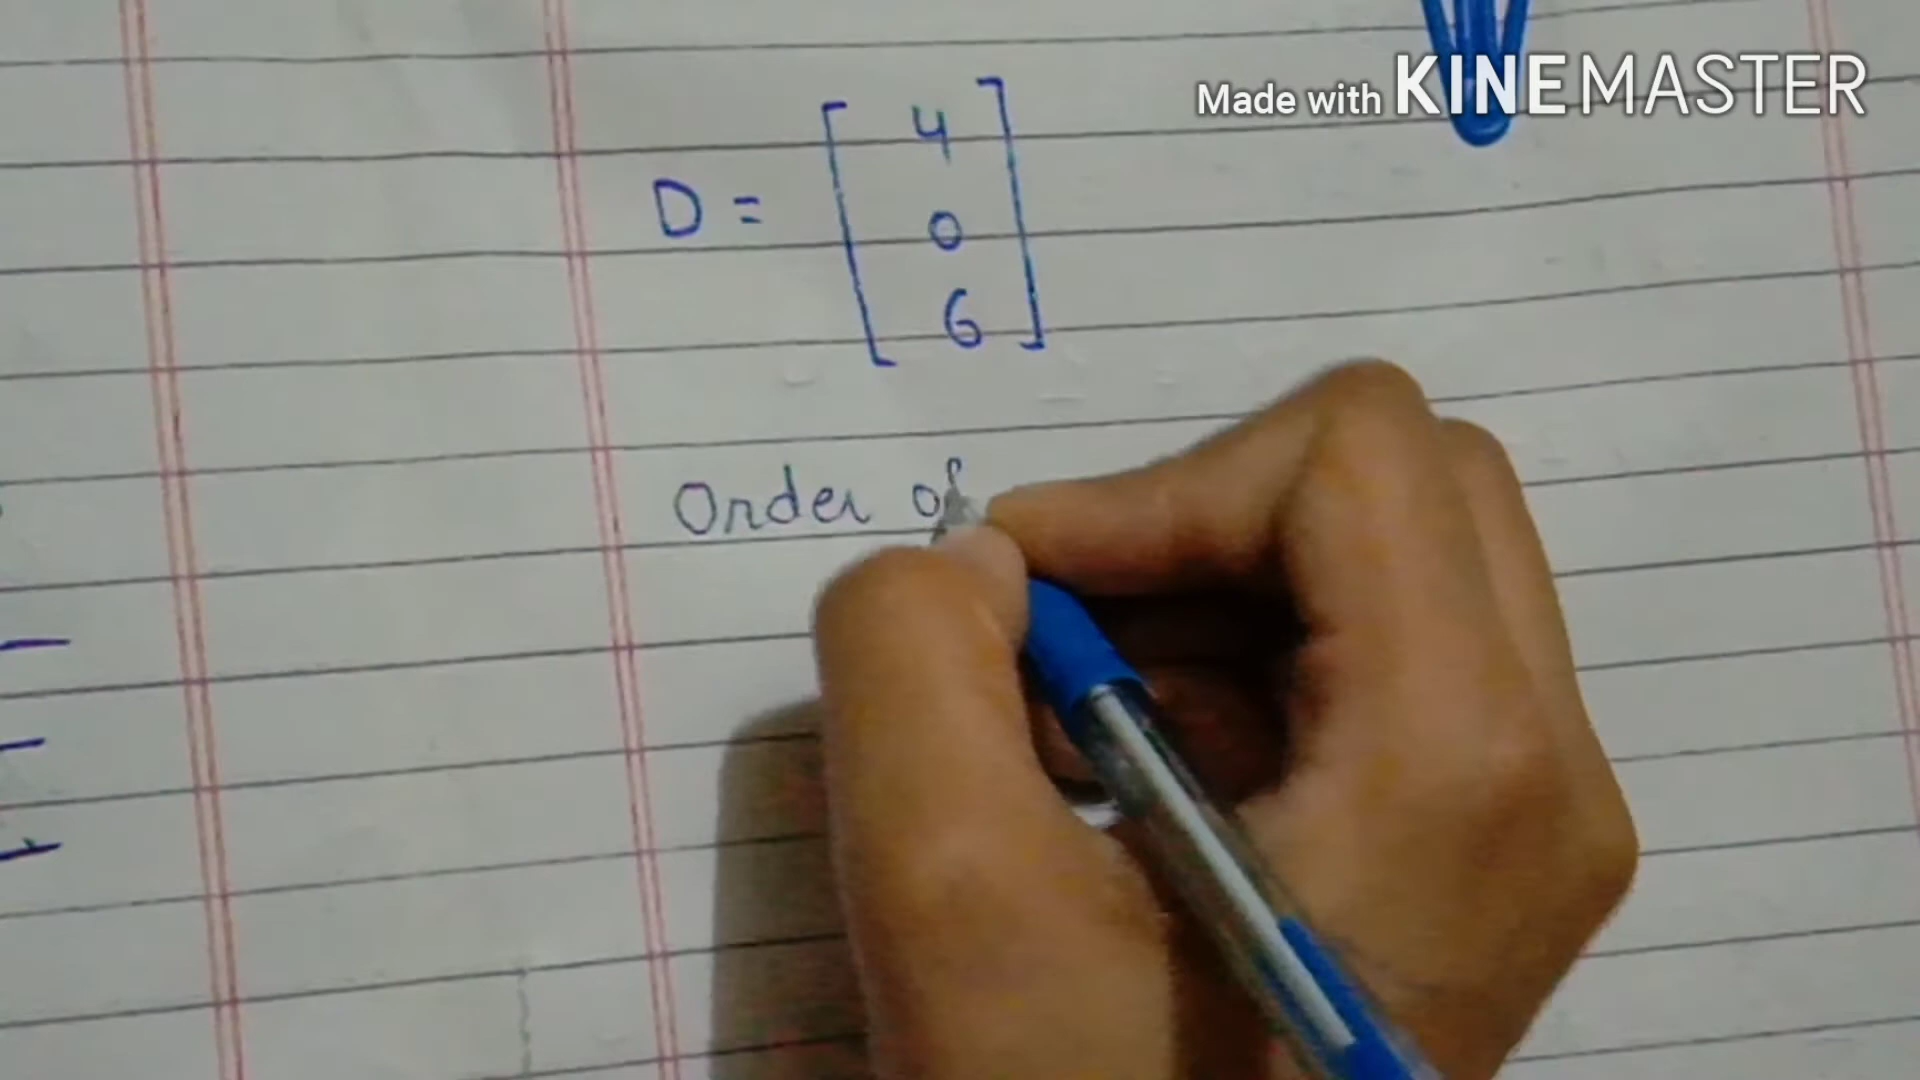 Made with KINEMASTER
D = [ 4
0
6 ]
Order of